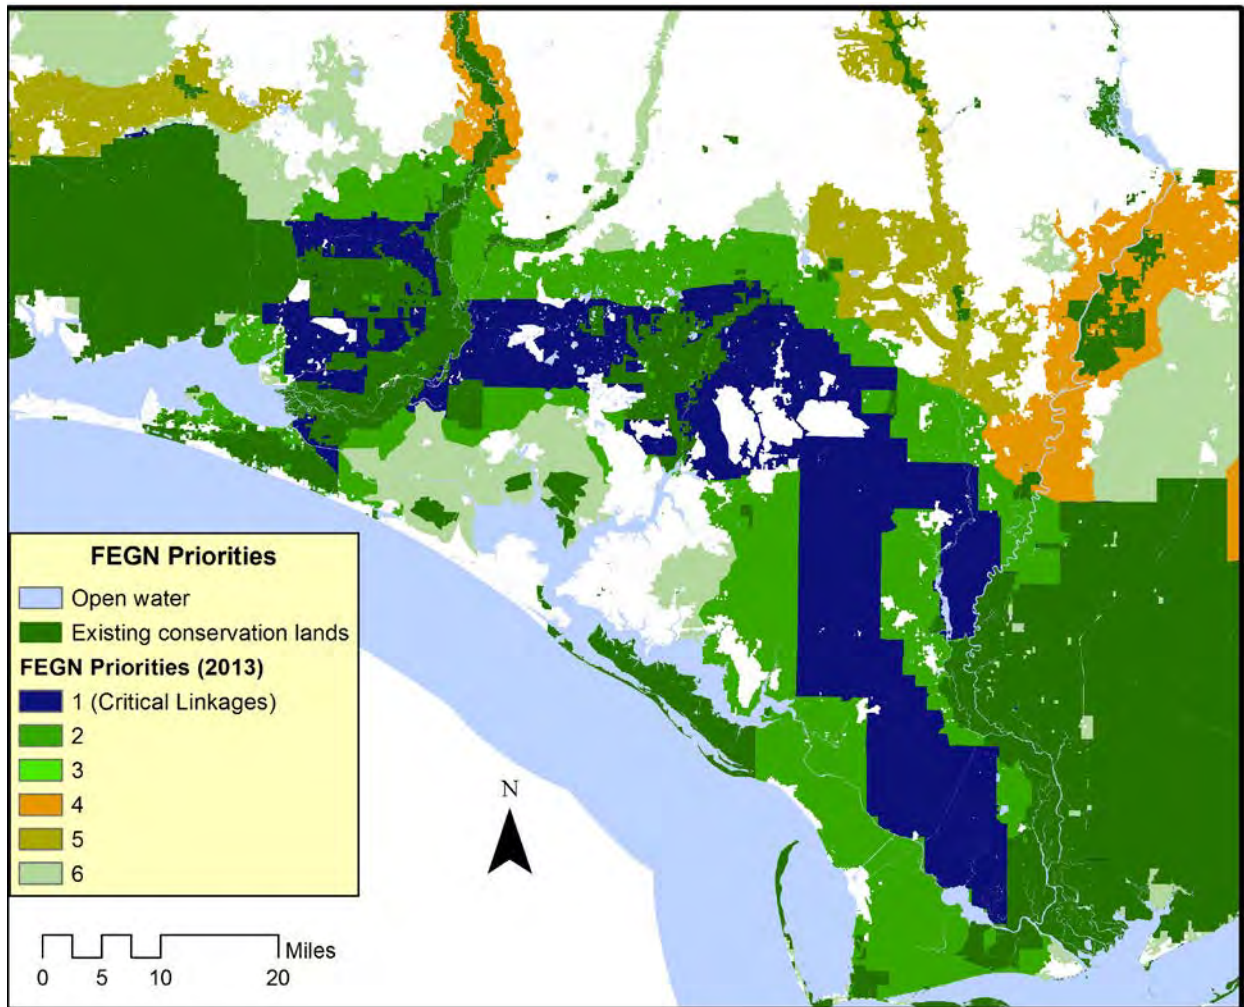 FEGN Priorities
Open water
Existing conservation lands
FEGN Priorities (2013)
1 (Critical Linkages)
2
3
4
5
6
N
Miles
0 5 10 20